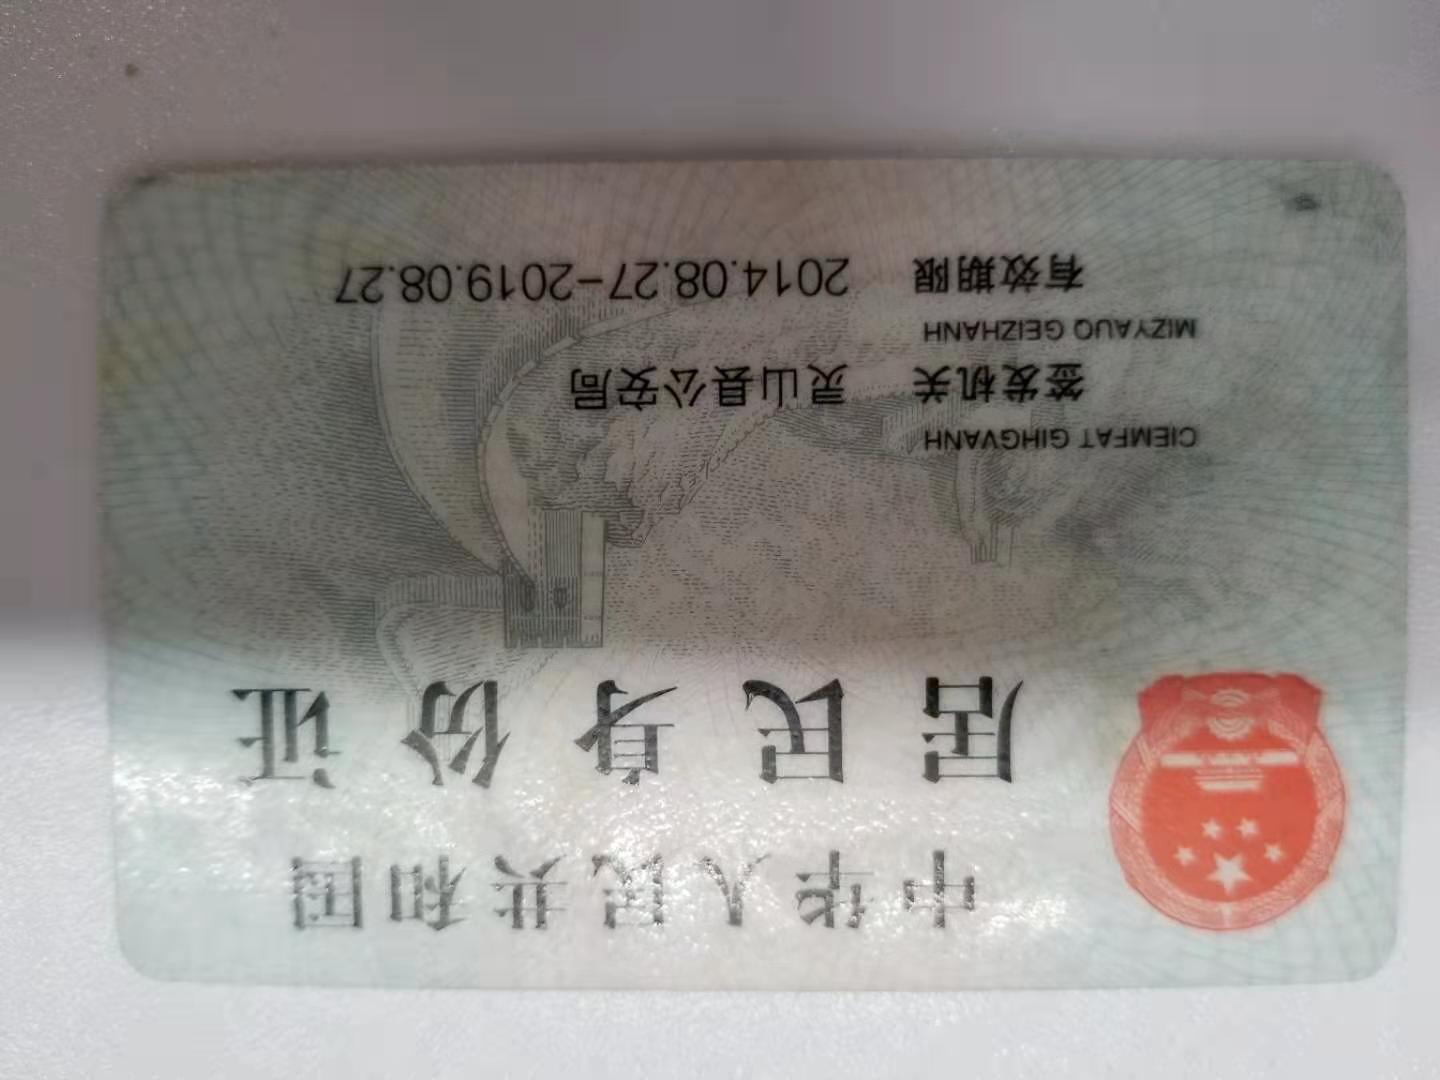 中华人民共和国
居民身份证
CIEMFAT GIHGVANH
签发机关 灵山县公安局
MIZYAUQ GEIZHANH
有效期限 2014.08.27-2019.08.27